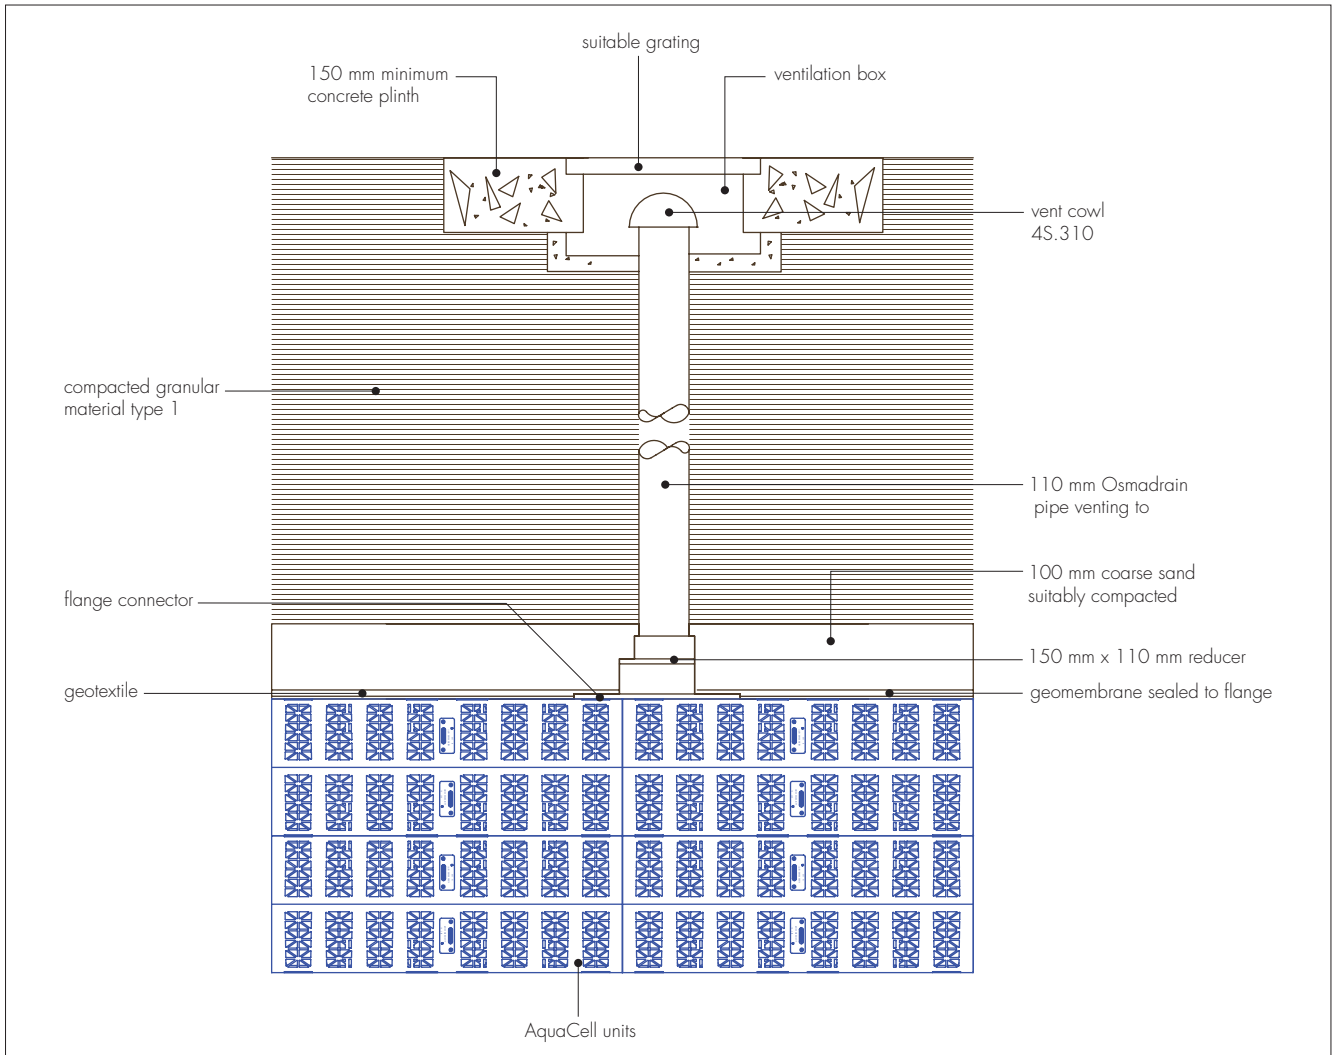 suitable grating
150 mm minimum
concrete plinth
ventilation box
vent cowl
4S.310
compacted granular
material type 1
110 mm Osmadrain
pipe venting to
100 mm coarse sand
suitably compacted
flange connector
150 mm x 110 mm reducer
geotextile
geomembrane sealed to flange
AquaCell units